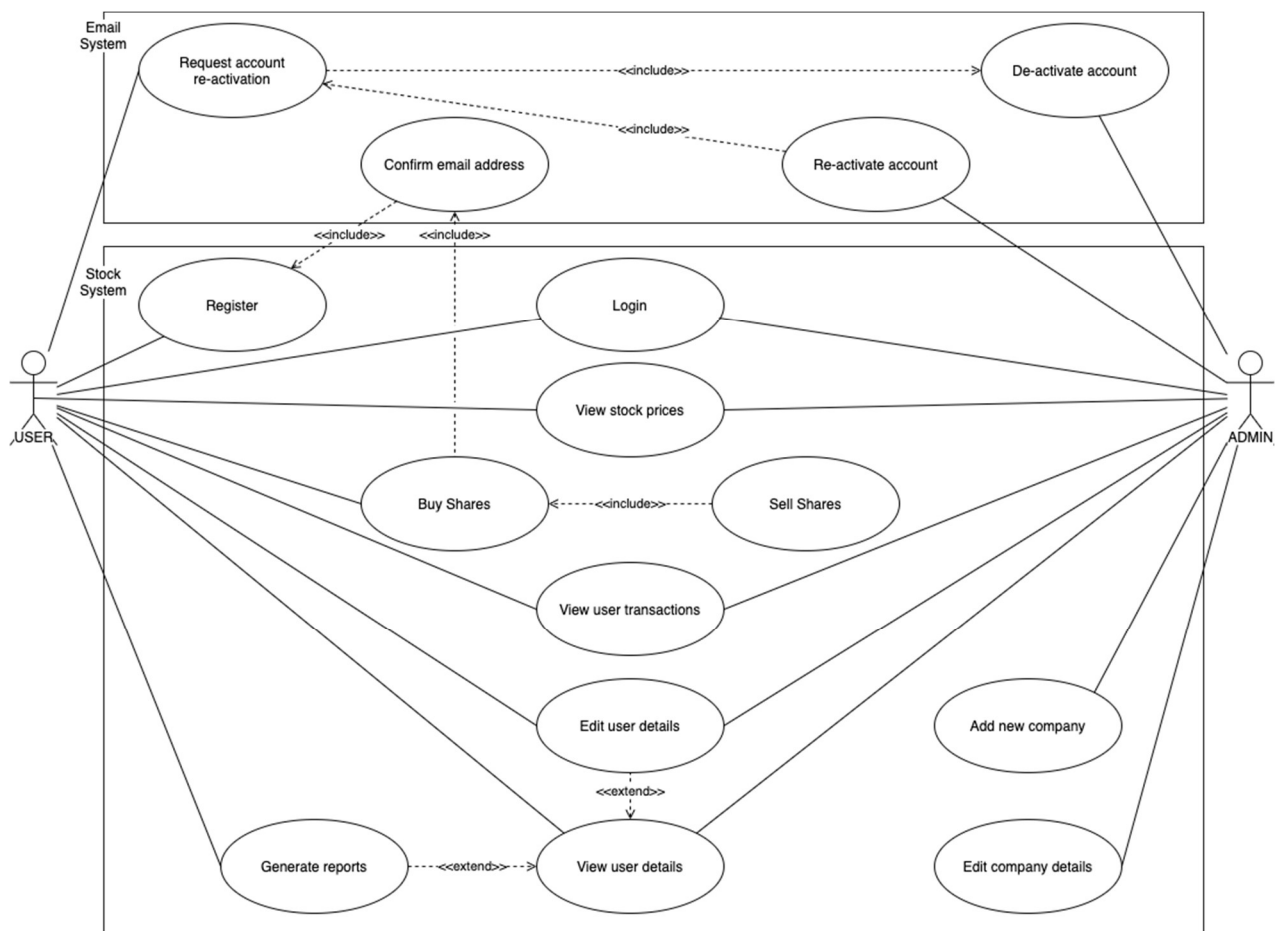 Email
System
Request account
re-activation
<<include>>
De-activate account
<<include>>
Confirm email address
Re-activate account
<<include>>
<<include>>
Stock
System
Register
Login
View stock prices
USER
ADMIN
Buy Shares
<<include>>
Sell Shares
View user transactions
Edit user details
Add new company
<<extend>>
Generate reports
<<extend>>
View user details
Edit company details